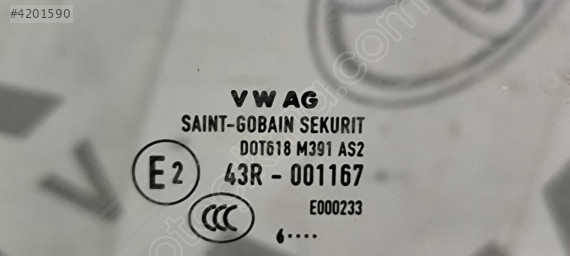 #4201590
VW AG
SAINT-GOBAIN SEKURIT
DOT618 M391 AS2
E2 43R - 001167
CCC E000233
6····